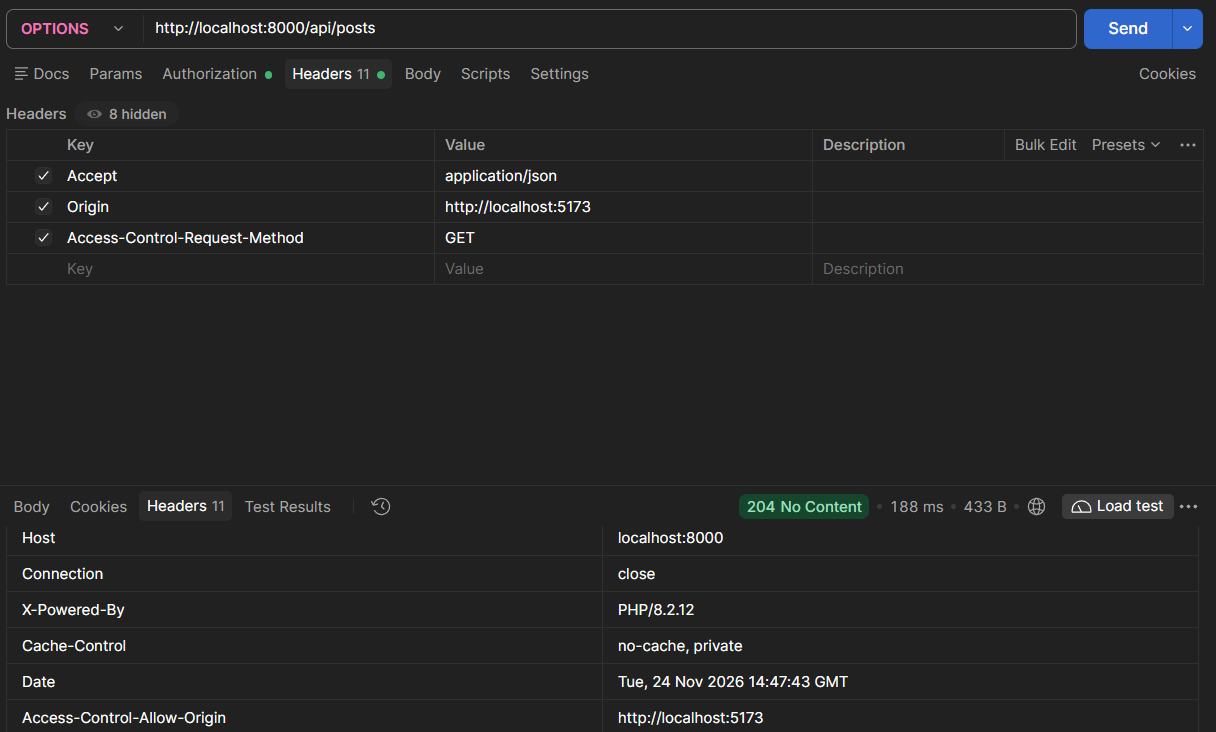 OPTIONS http://localhost:8000/api/posts Send
Docs Params Authorization Headers 11 Body Scripts Settings Cookies
Headers 8 hidden
Key Value Description Bulk Edit Presets
Accept application/json
Origin http://localhost:5173
Access-Control-Request-Method GET
Key Value Description
Body Cookies Headers 11 Test Results 204 No Content 188 ms 433 B Load test
Host localhost:8000
Connection close
X-Powered-By PHP/8.2.12
Cache-Control no-cache, private
Date Tue, 24 Nov 2026 14:47:43 GMT
Access-Control-Allow-Origin http://localhost:5173